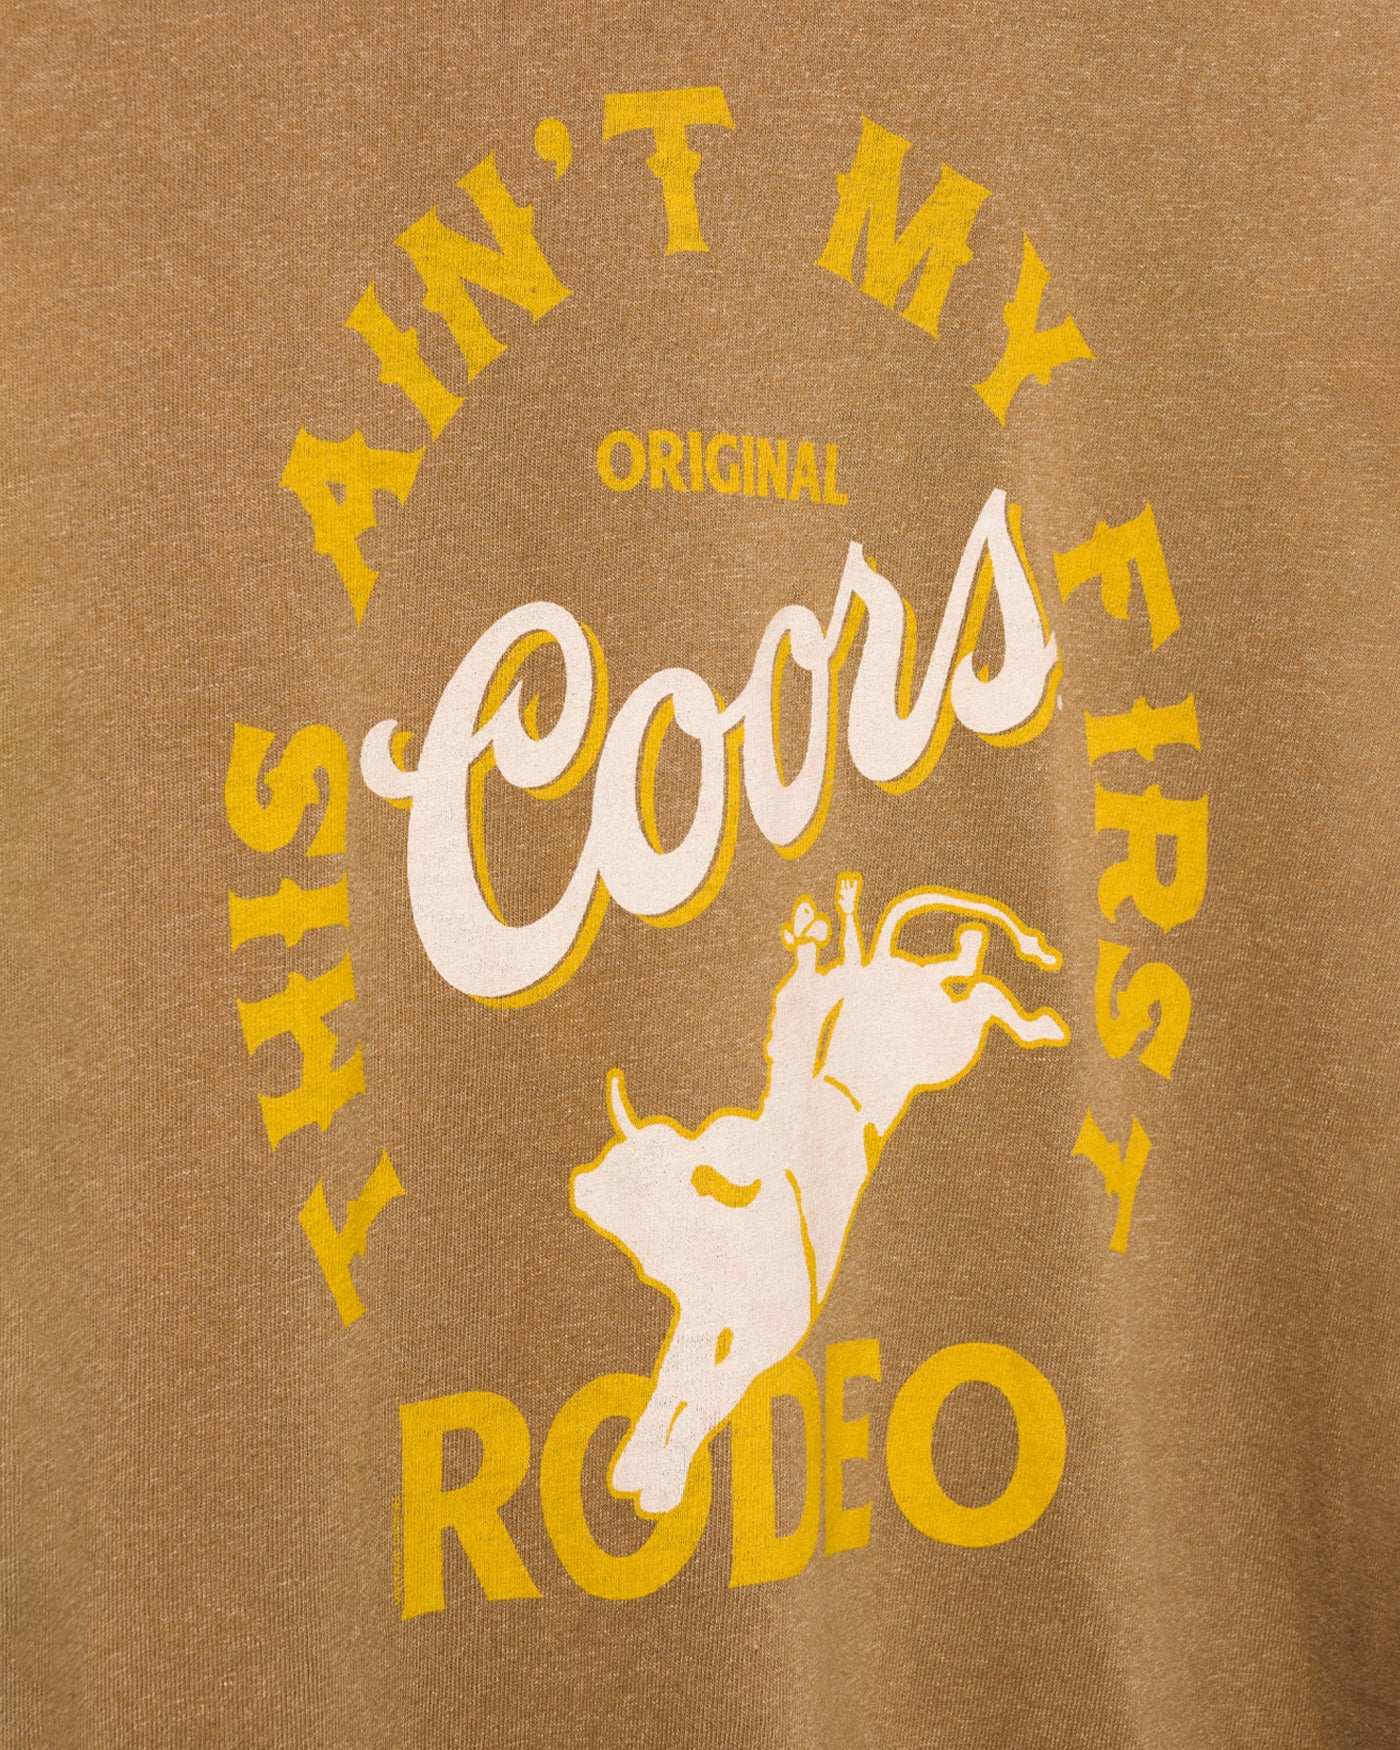 THIS AIN'T MY FIRST
ORIGINAL
Coors
RODEO